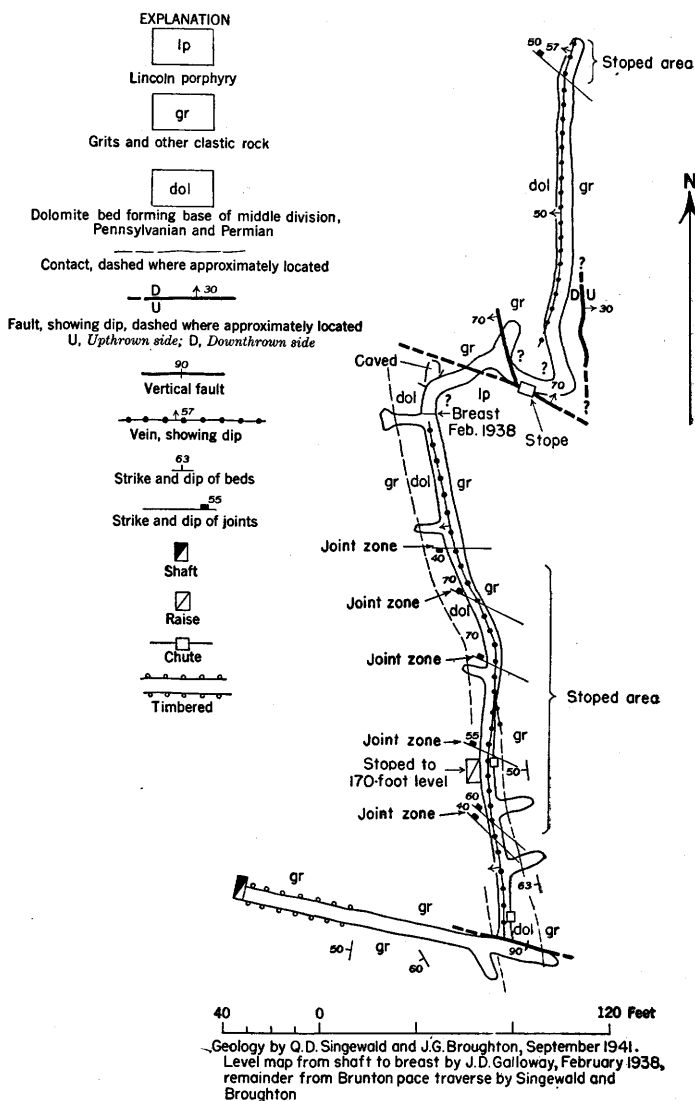 EXPLANATION
lp
Lincoln porphyry
gr
Grits and other clastic rock
dol
Dolomite bed forming base of middle division,
Pennsylvanian and Permian
Contact, dashed where approximately located
D
30
U
Fault, showing dip, dashed where approximately located
U, Upthrown side; D, Downthrown side
90
Vertical fault
57
Vein, showing dip
63
Strike and dip of beds
55
Strike and dip of joints
Shaft
Raise
Chute
Timbered
50
57
Stoped area
N
dol
gr
50
?
D U
30
70
gr
gr
?
?
Caved
70
?
lp
dol
?
Breast
Feb. 1938
Stope
gr
dol
gr
Joint zone
40
70
gr
Joint zone
dol
70
Joint zone
Stoped area
gr
55
Joint zone
Stoped to
170-foot level
50
60
40
Joint zone
63
gr
gr
dol
gr
90
50
gr
60
40
0
120 Feet
Geology by Q.D. Singewald and J.G. Broughton, September 1941.
Level map from shaft to breast by J.D. Galloway, February 1938,
remainder from Brunton pace traverse by Singewald and
Broughton